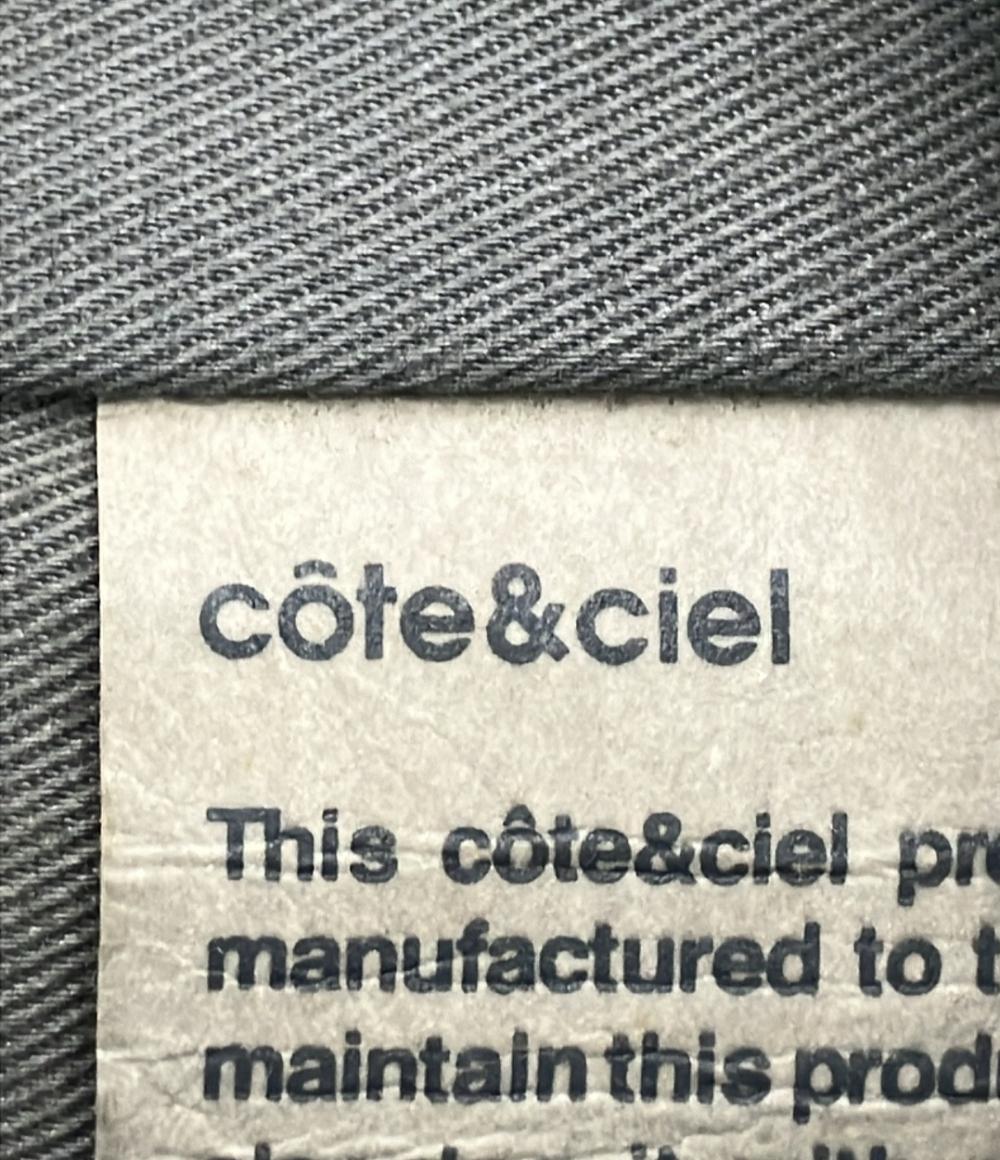 côte&ciel
This côte&ciel
manufactured to
maintain this